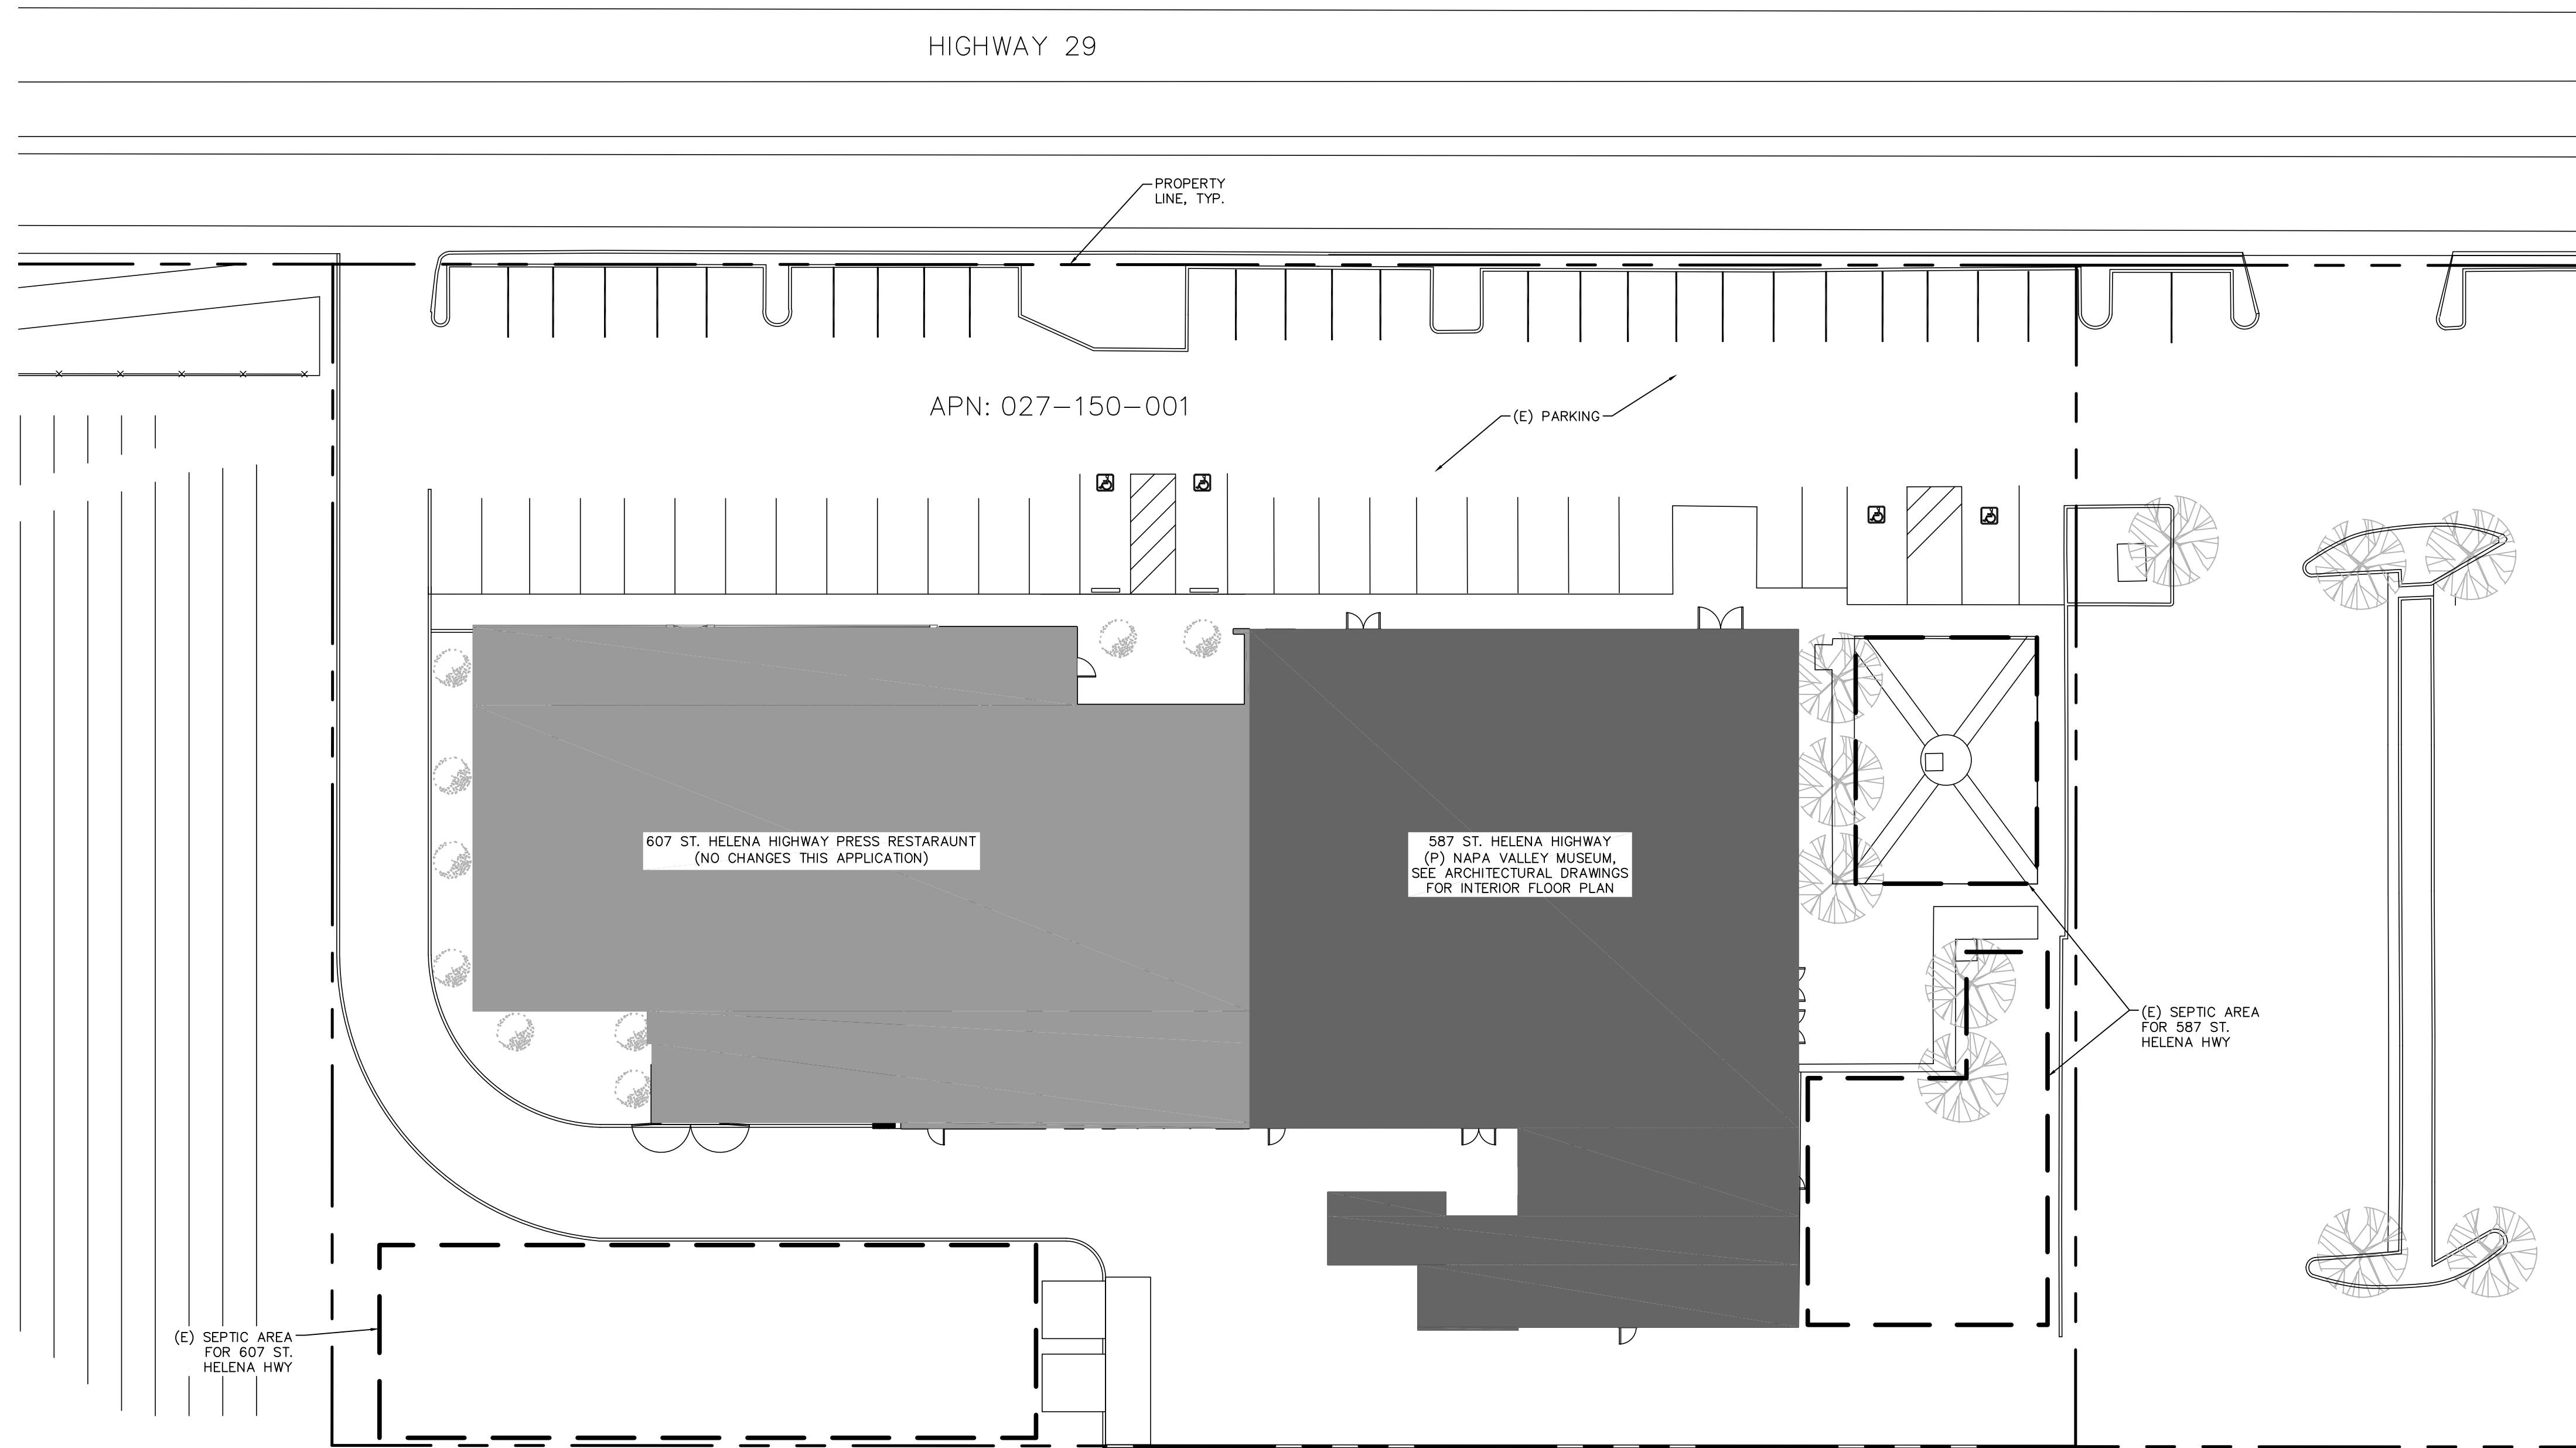 HIGHWAY 29
PROPERTY
LINE, TYP.
APN: 027-150-001
(E) PARKING
607 ST. HELENA HIGHWAY PRESS RESTARAUNT
(NO CHANGES THIS APPLICATION)
587 ST. HELENA HIGHWAY
(P) NAPA VALLEY MUSEUM,
SEE ARCHITECTURAL DRAWINGS
FOR INTERIOR FLOOR PLAN
(E) SEPTIC AREA
FOR 587 ST.
HELENA HWY
(E) SEPTIC AREA
FOR 607 ST.
HELENA HWY